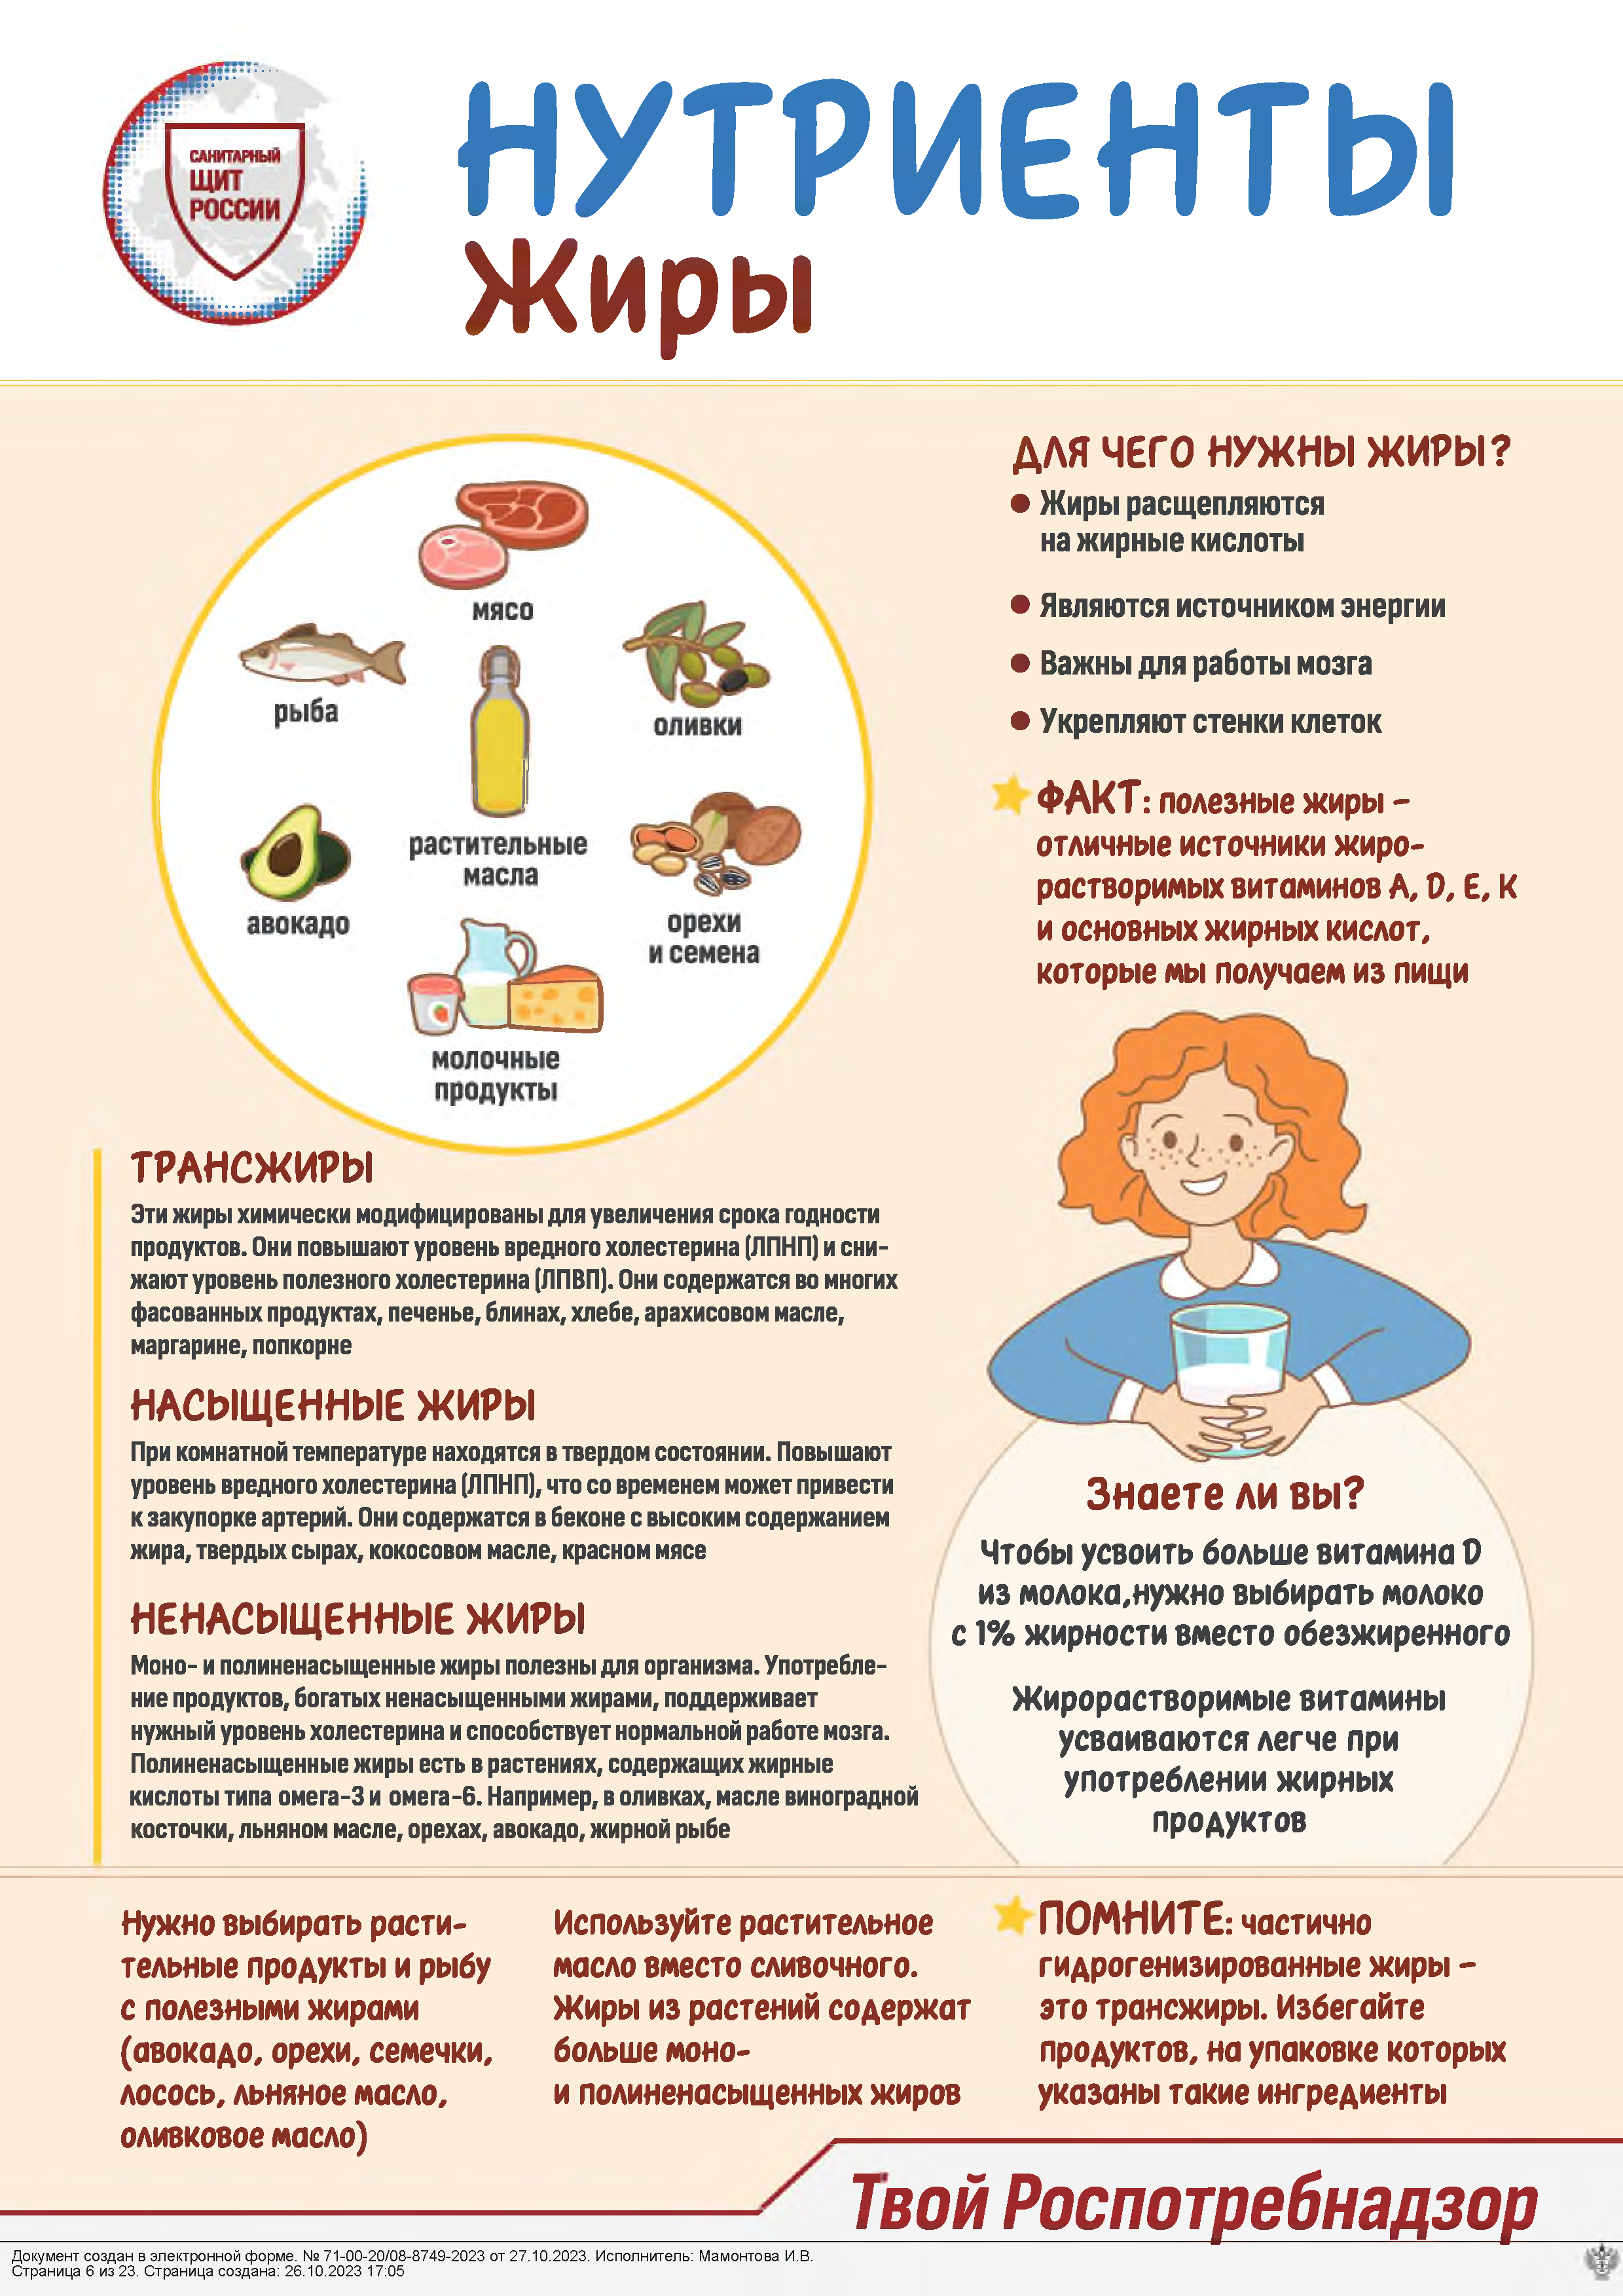 САНИТАРНЫЙ
ЩИТ
РОССИИ
НУТРИЕНТЫ
Жиры
мясо
рыба
оливки
растительные
масла
авокадо
орехи
и семена
молочные
продукты
ДЛЯ ЧЕГО НУЖНЫ ЖИРЫ?
Жиры расщепляются
на жирные кислоты
Являются источником энергии
Важны для работы мозга
Укрепляют стенки клеток
ФАКТ: полезные жиры –
отличные источники жиро-
растворимых витаминов A, D, E, K
и основных жирных кислот,
которые мы получаем из пищи
ТРАНСЖИРЫ
Эти жиры химически модифицированы для увеличения срока годности
продуктов. Они повышают уровень вредного холестерина (ЛПНП) и сни-
жают уровень полезного холестерина (ЛПВП). Они содержатся во многих
фасованных продуктах, печенье, блинах, хлебе, арахисовом масле,
маргарине, попкорне
НАСЫЩЕННЫЕ ЖИРЫ
При комнатной температуре находятся в твердом состоянии. Повышают
уровень вредного холестерина (ЛПНП), что со временем может привести
к закупорке артерий. Они содержатся в беконе с высоким содержанием
жира, твердых сырах, кокосовом масле, красном мясе
НЕНАСЫЩЕННЫЕ ЖИРЫ
Моно- и полиненасыщенные жиры полезны для организма. Употребле-
ние продуктов, богатых ненасыщенными жирами, поддерживает
нужный уровень холестерина и способствует нормальной работе мозга.
Полиненасыщенные жиры есть в растениях, содержащих жирные
кислоты типа омега-3 и омега-6. Например, в оливках, масле виноградной
косточки, льняном масле, орехах, авокадо, жирной рыбе
Знаете ли вы?
Чтобы усвоить больше витамина D
из молока,нужно выбирать молоко
с 1% жирности вместо обезжиренного
Жирорастворимые витамины
усваиваются легче при
употреблении жирных
продуктов
Нужно выбирать расти-
тельные продукты и рыбу
с полезными жирами
(авокадо, орехи, семечки,
лосось, льняное масло,
оливковое масло)
Используйте растительное
масло вместо сливочного.
Жиры из растений содержат
больше моно-
и полиненасыщенных жиров
ПОМНИТЕ: частично
гидрогенизированные жиры –
это трансжиры. Избегайте
продуктов, на упаковке которых
указаны такие ингредиенты
Твой Роспотребнадзор
Документ создан в электронной форме. № 71-00-20/08-8749-2023 от 27.10.2023. Исполнитель: Мамонтова И.В.
Страница 6 из 23. Страница создана: 26.10.2023 17:05